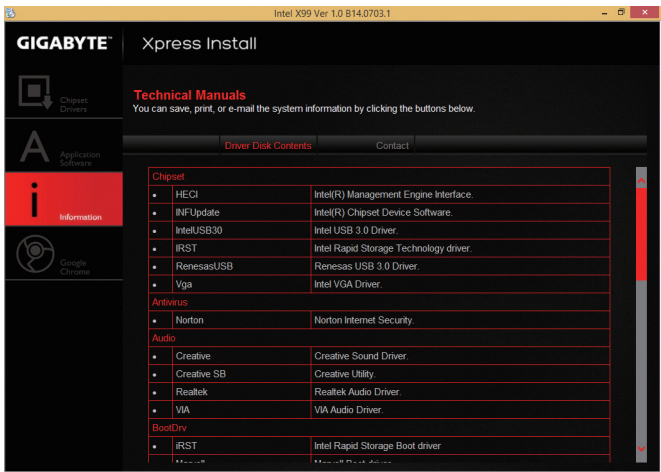 Intel X99 Ver 1.0 B14.0703.1
GIGABYTE™
Xpress Install
Chipset
Drivers
Application
Software
Information
Google
Chrome
Technical Manuals
You can save, print, or e-mail the system information by clicking the buttons below.
Driver Disk Contents Contact
Chipset
• HECI Intel(R) Management Engine Interface.
• INFUpdate Intel(R) Chipset Device Software.
• IntelUSB30 Intel USB 3.0 Driver.
• IRST Intel Rapid Storage Technology driver.
• RenesasUSB Renesas USB 3.0 Driver.
• Vga Intel VGA Driver.
Antivirus
• Norton Norton Internet Security.
Audio
• Creative Creative Sound Driver.
• Creative SB Creative Utility.
• Realtek Realtek Audio Driver.
• VIA VIA Audio Driver.
BootDrv
• iRST Intel Rapid Storage Boot driver
Marvell Marvell Boot driver